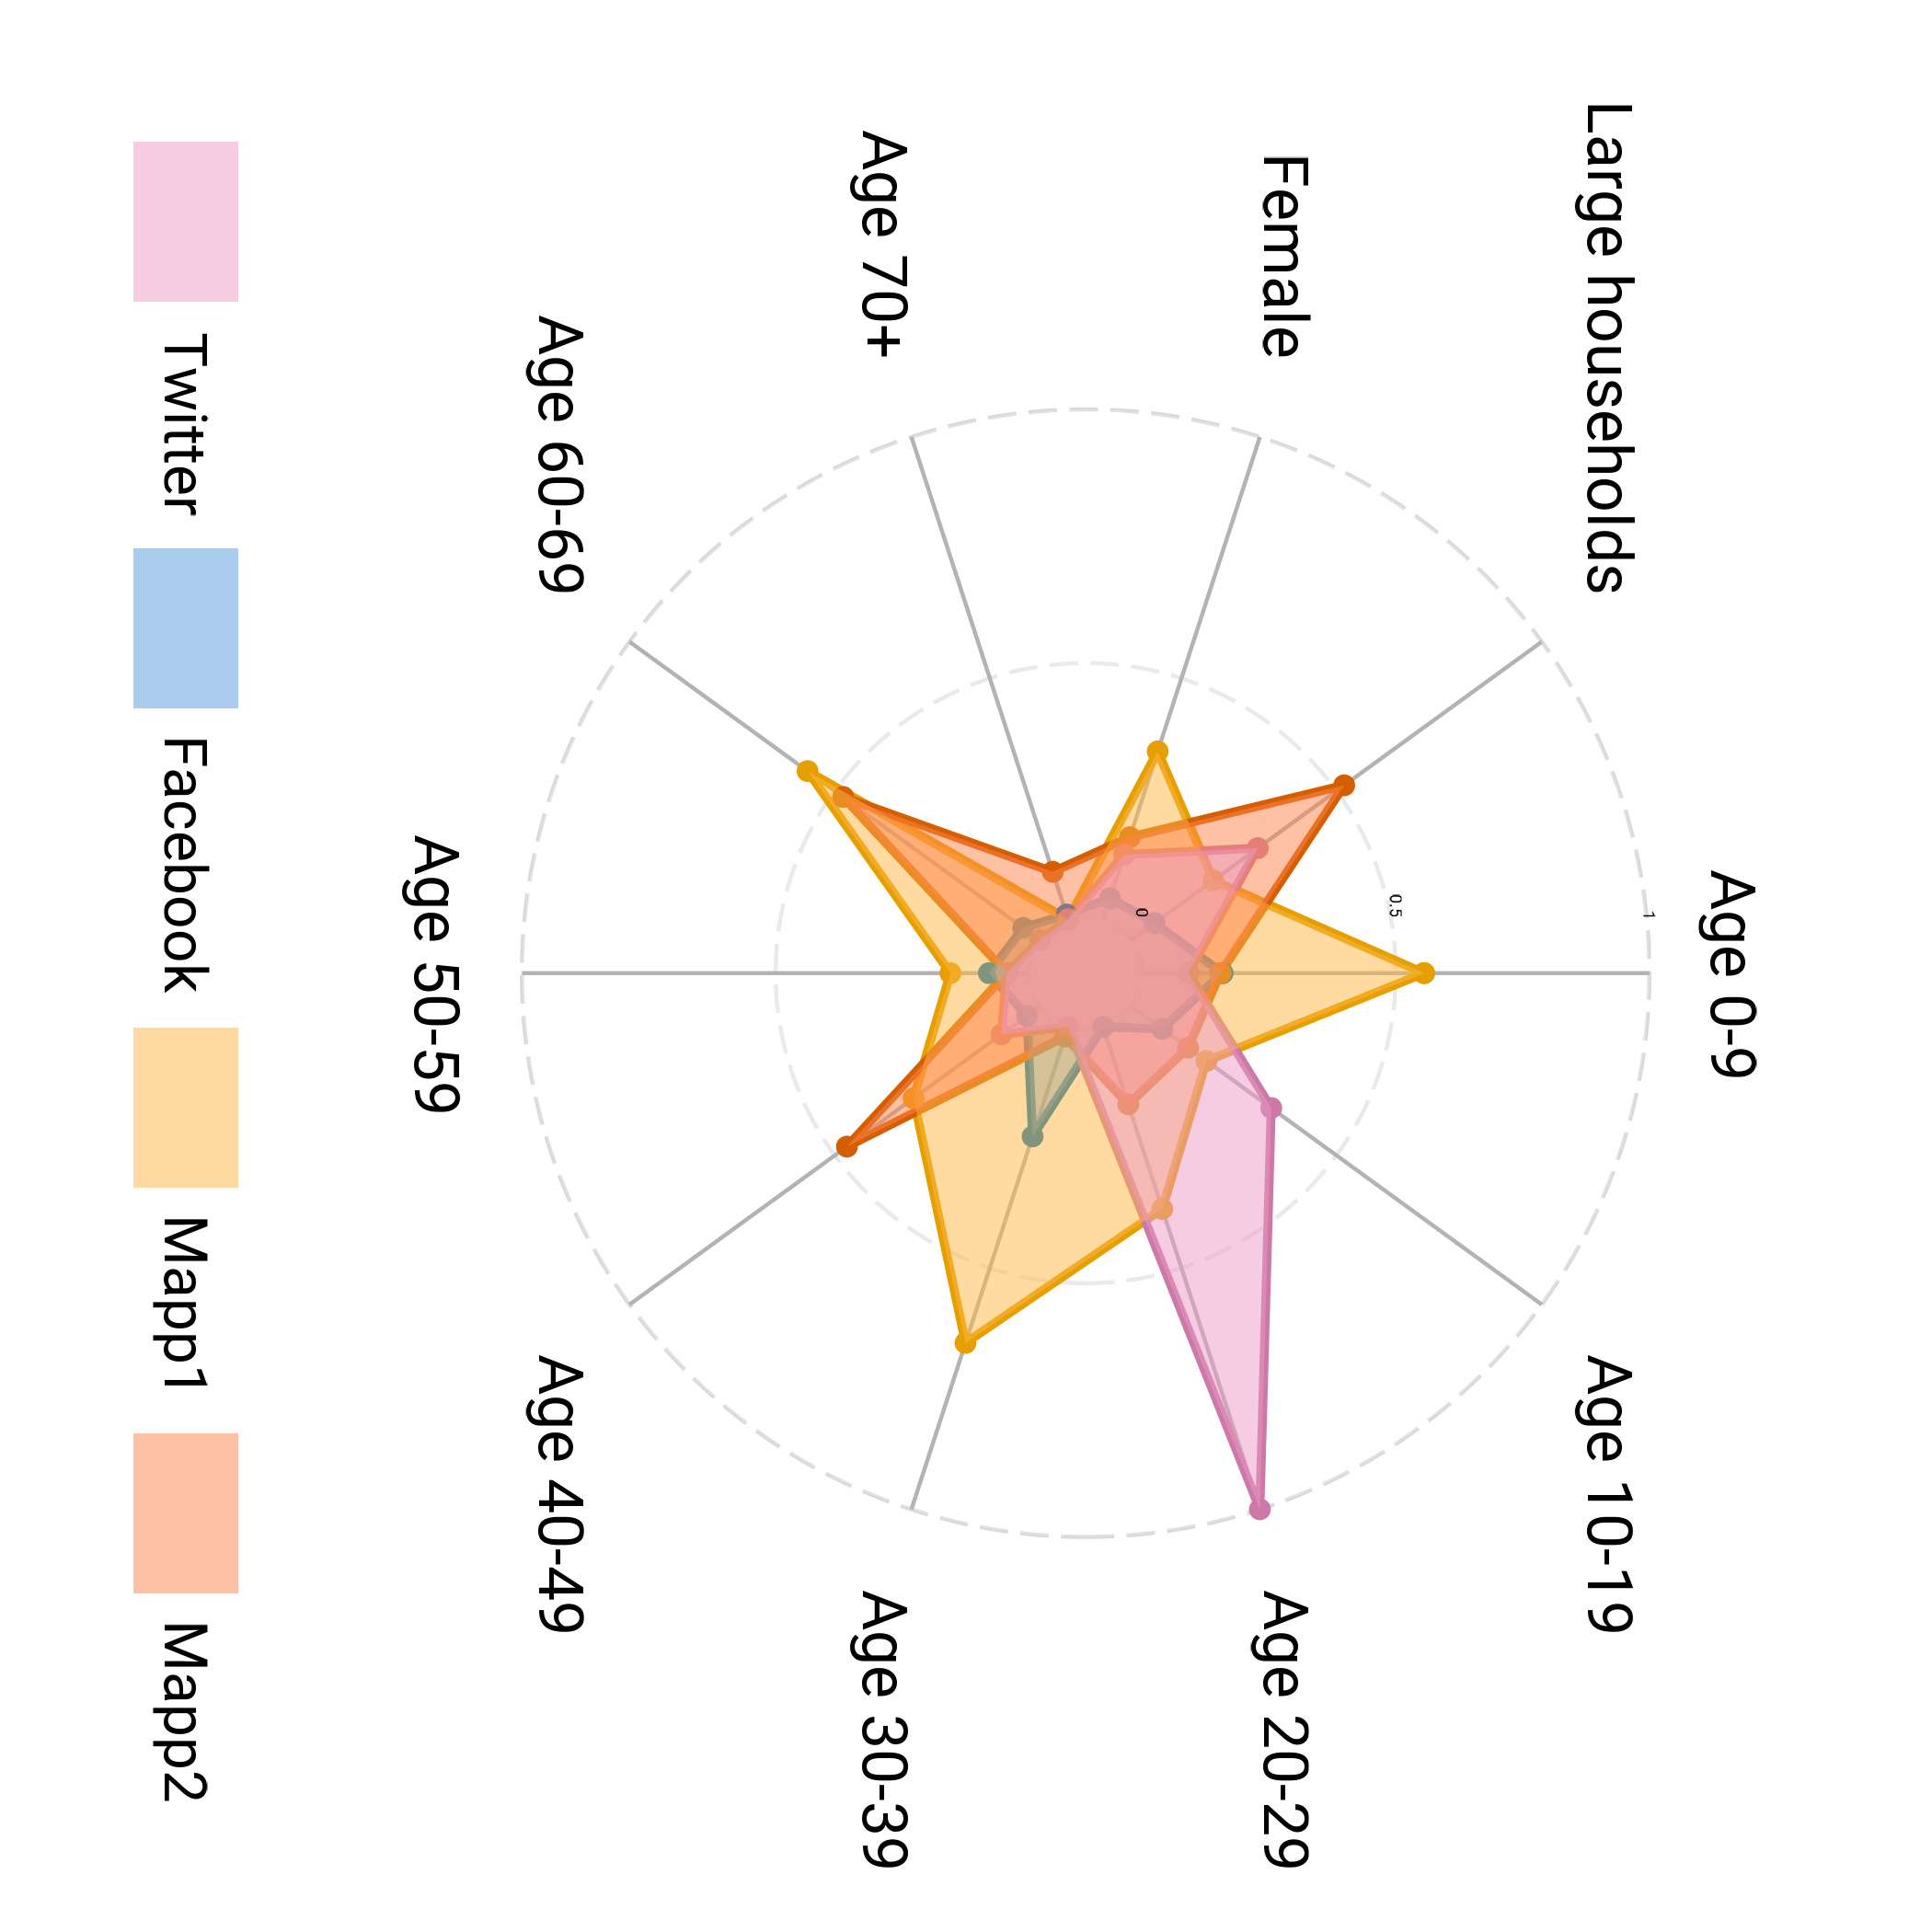 Age 0-9
Large households
Age 10-19
1
0.5
0
Female
Age 20-29
Age 70+
Age 30-39
Age 60-69
Age 40-49
Age 50-59
Twitter
Facebook
Mapp1
Mapp2